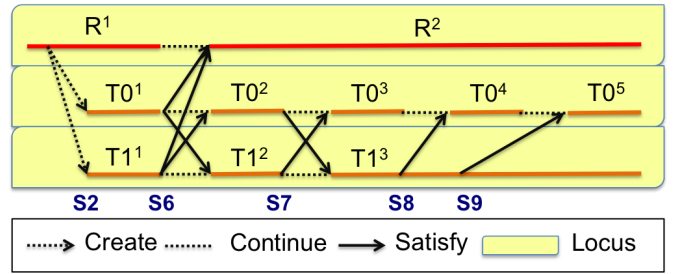 R¹ R²
T0¹ T0² T0³ T0⁴ T0⁵
T1¹ T1² T1³
S2 S6 S7 S8 S9
Create Continue Satisfy Locus